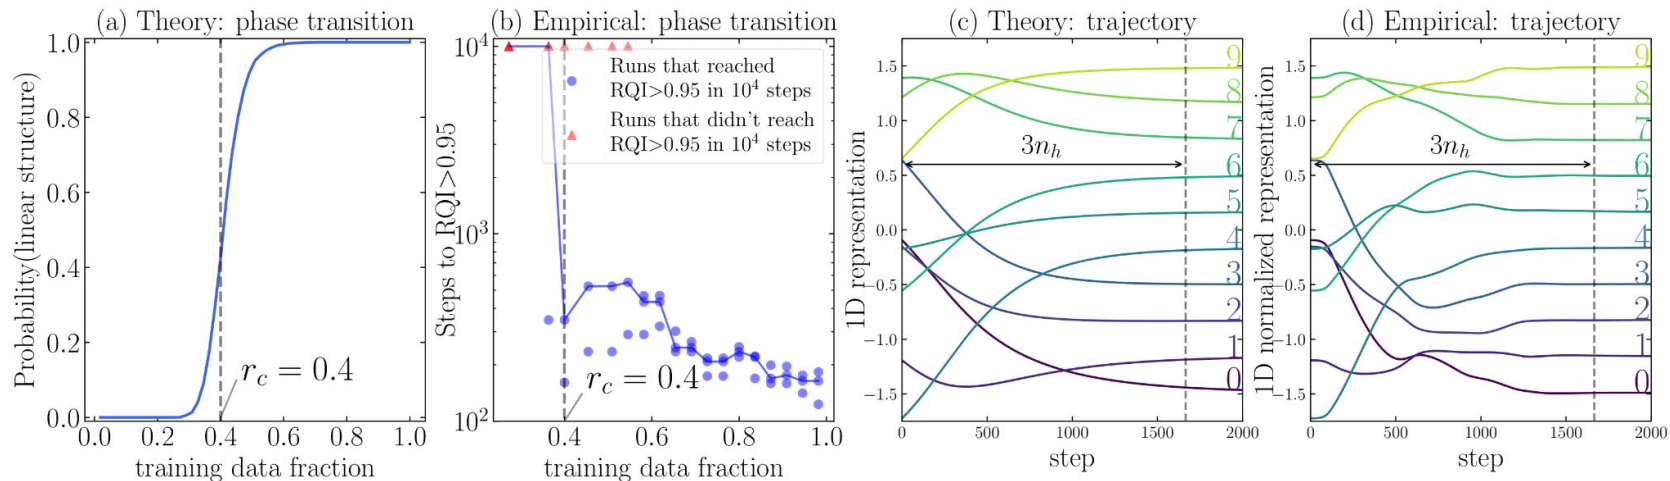 (a) Theory: phase transition
Probability(linear structure)
1.0
0.8
0.6
0.4
0.2
0.0
r_c = 0.4
0.0 0.2 0.4 0.6 0.8 1.0
training data fraction
(b) Empirical: phase transition
Steps to RQI>0.95
10^4
10^3
10^2
Runs that reached
RQI>0.95 in 10^4 steps
Runs that didn't reach
RQI>0.95 in 10^4 steps
r_c = 0.4
0.4 0.6 0.8 1.0
training data fraction
(c) Theory: trajectory
1D representation
1.5
1.0
0.5
0.0
−0.5
−1.0
−1.5
3n_h
9
8
7
6
5
4
3
2
1
0
0 500 1000 1500 2000
step
(d) Empirical: trajectory
1D normalized representation
1.5
1.0
0.5
0.0
−0.5
−1.0
−1.5
3n_h
9
8
7
6
5
4
3
2
1
0
0 500 1000 1500 2000
step